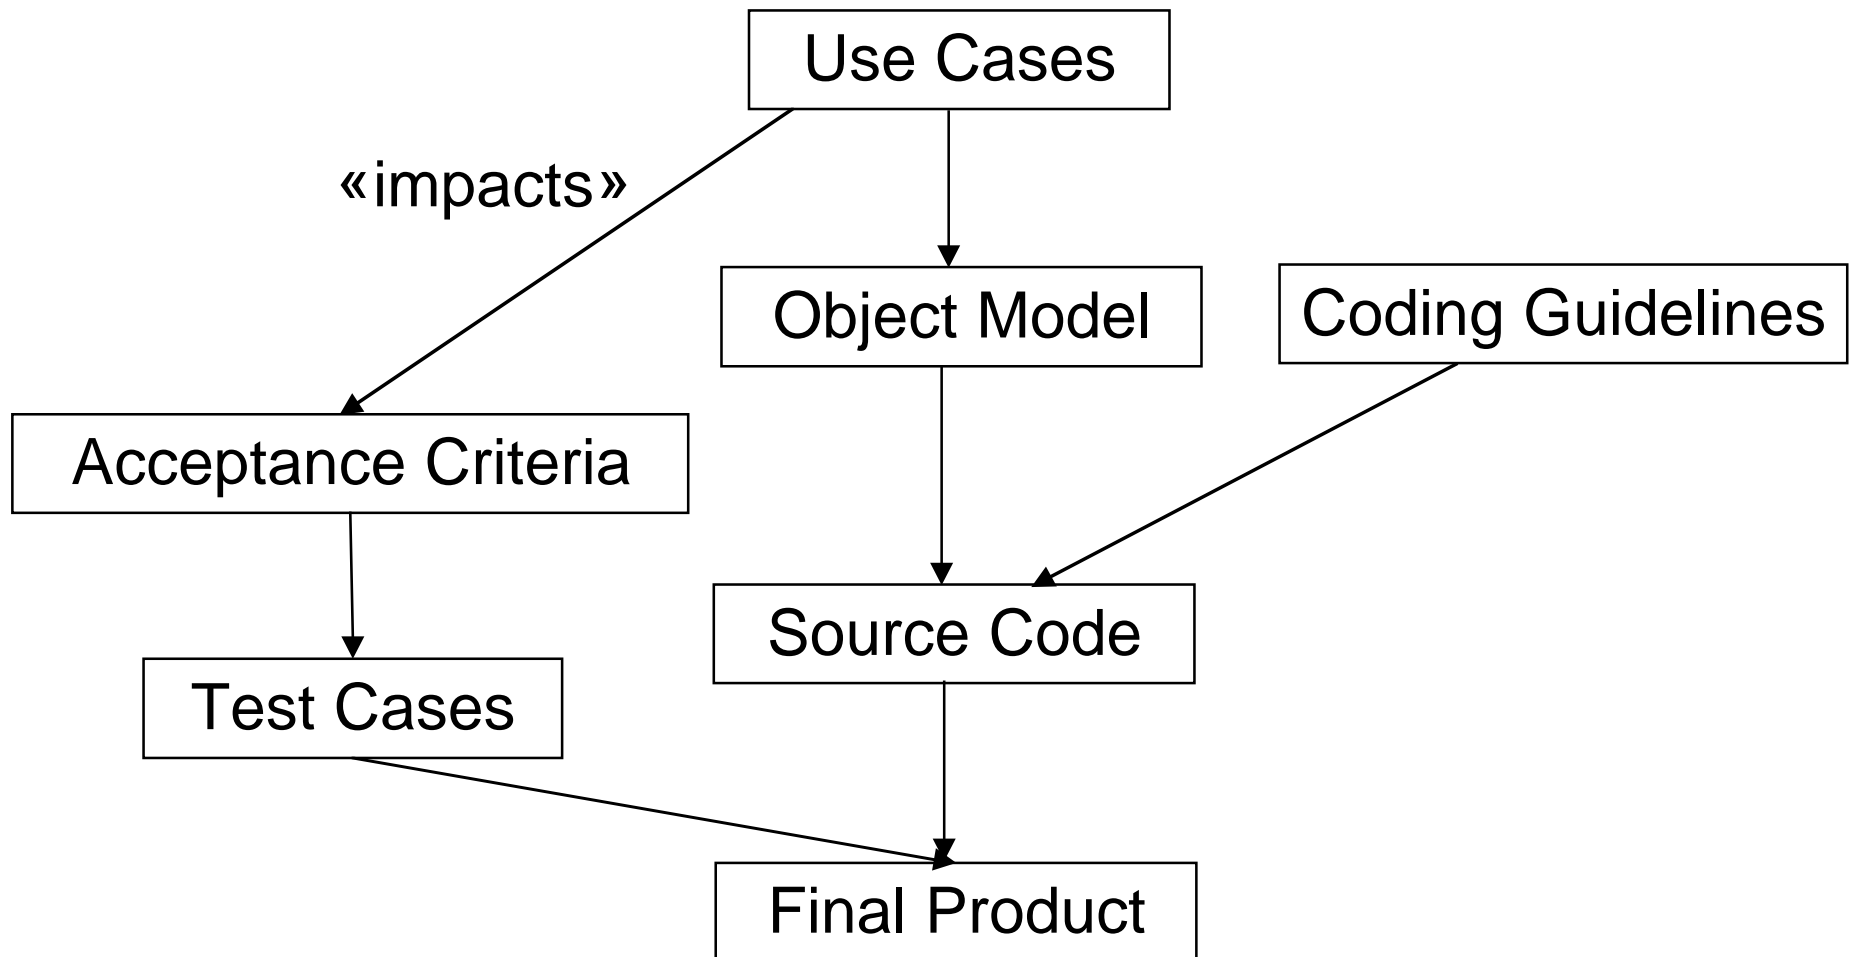 Use Cases
«impacts»
Object Model
Coding Guidelines
Acceptance Criteria
Source Code
Test Cases
Final Product